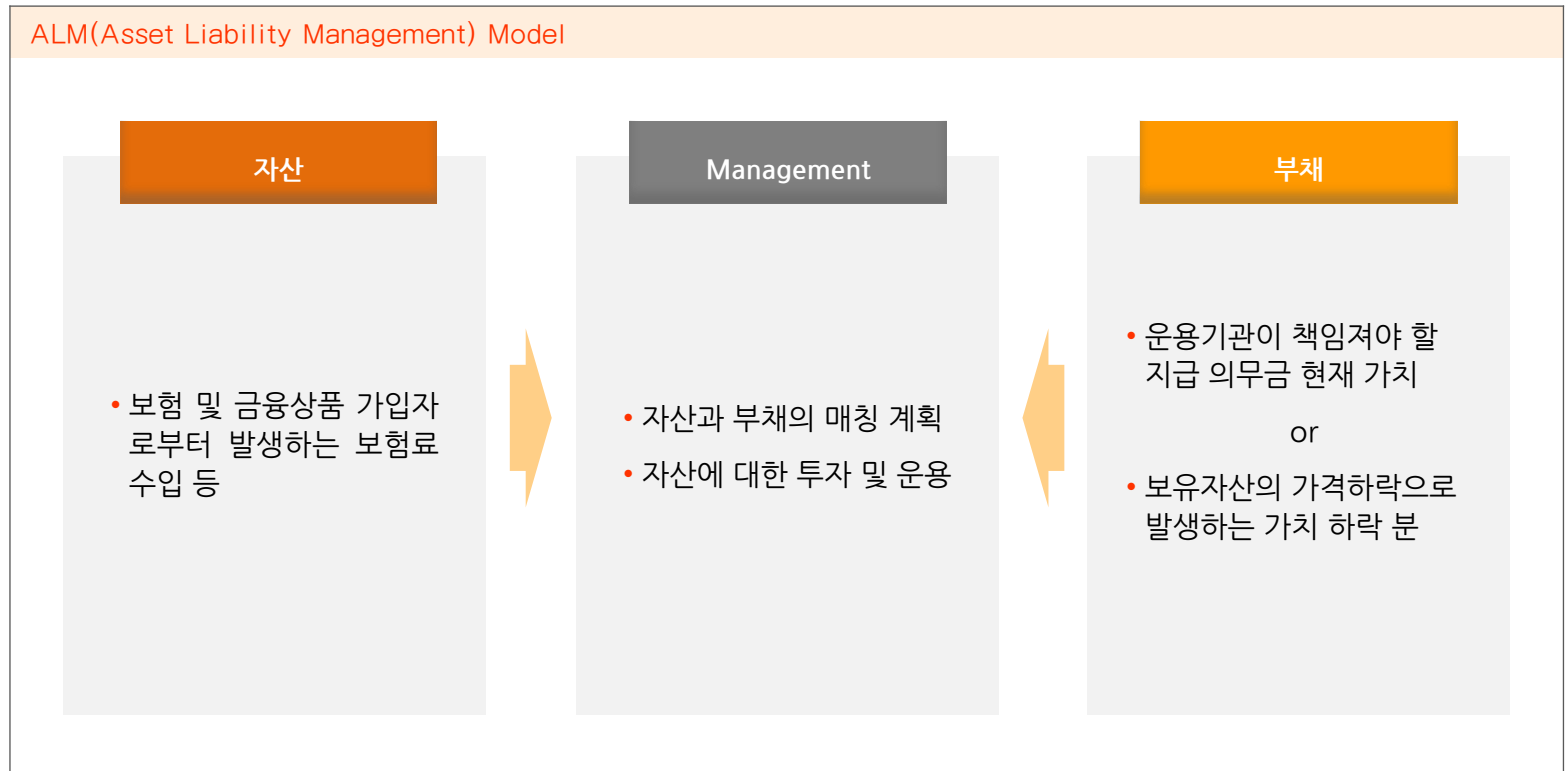 ALM(Asset Liability Management) Model
자산
• 보험 및 금융상품 가입자
로부터 발생하는 보험료
수입 등
Management
• 자산과 부채의 매칭 계획
• 자산에 대한 투자 및 운용
부채
• 운용기관이 책임져야 할
지급 의무금 현재 가치
or
• 보유자산의 가격하락으로
발생하는 가치 하락 분